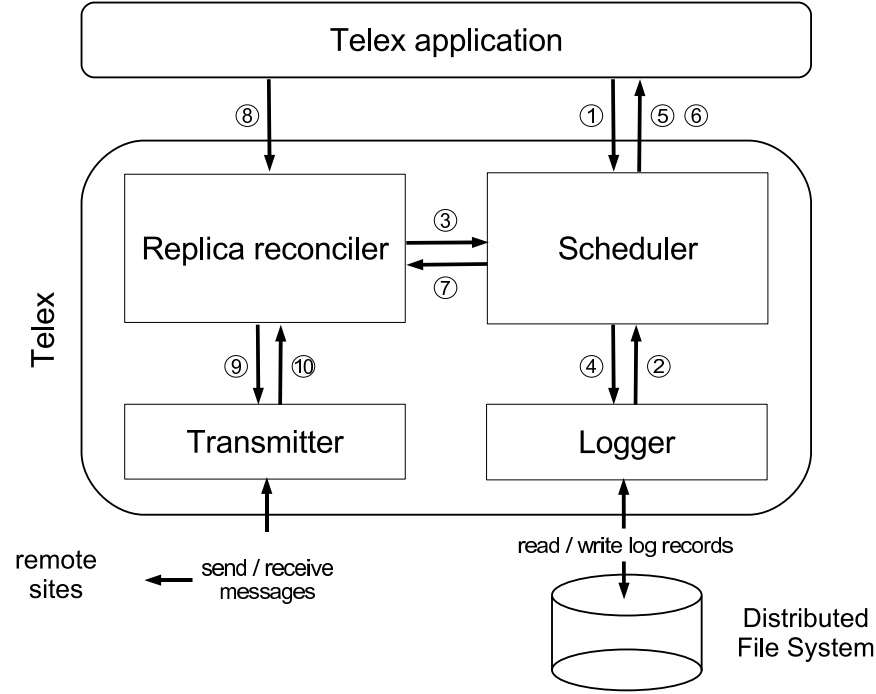 Telex application
⑧ ① ⑤ ⑥
Replica reconciler
③
⑦
Scheduler
Telex
⑨ ⑩ ④ ②
Transmitter
Logger
remote
sites
send / receive
messages
read / write log records
Distributed
File System